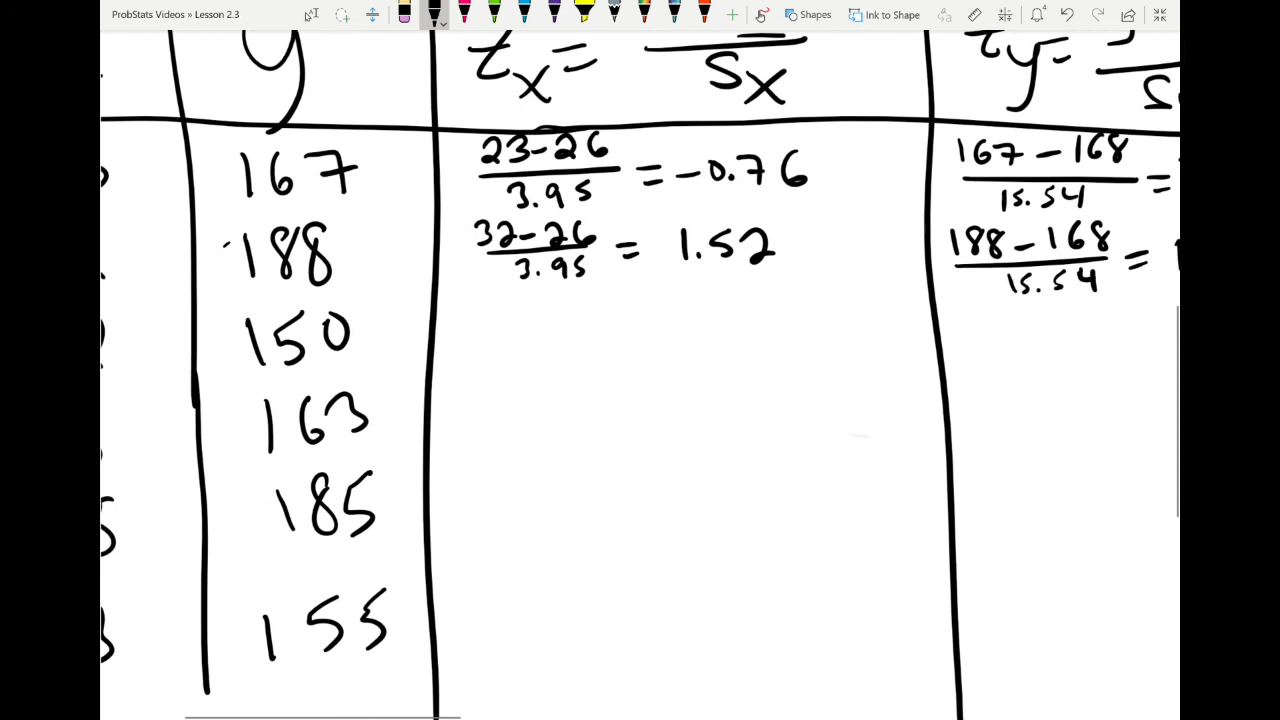 ProbStats Videos » Lesson 2.3
Shapes
Ink to Shape
y
zx =
sx
zy =
167
23-26
3.95
= -0.76
167-168
15.54
=
188
32-26
3.95
= 1.52
188-168
15.54
=
150
163
185
155